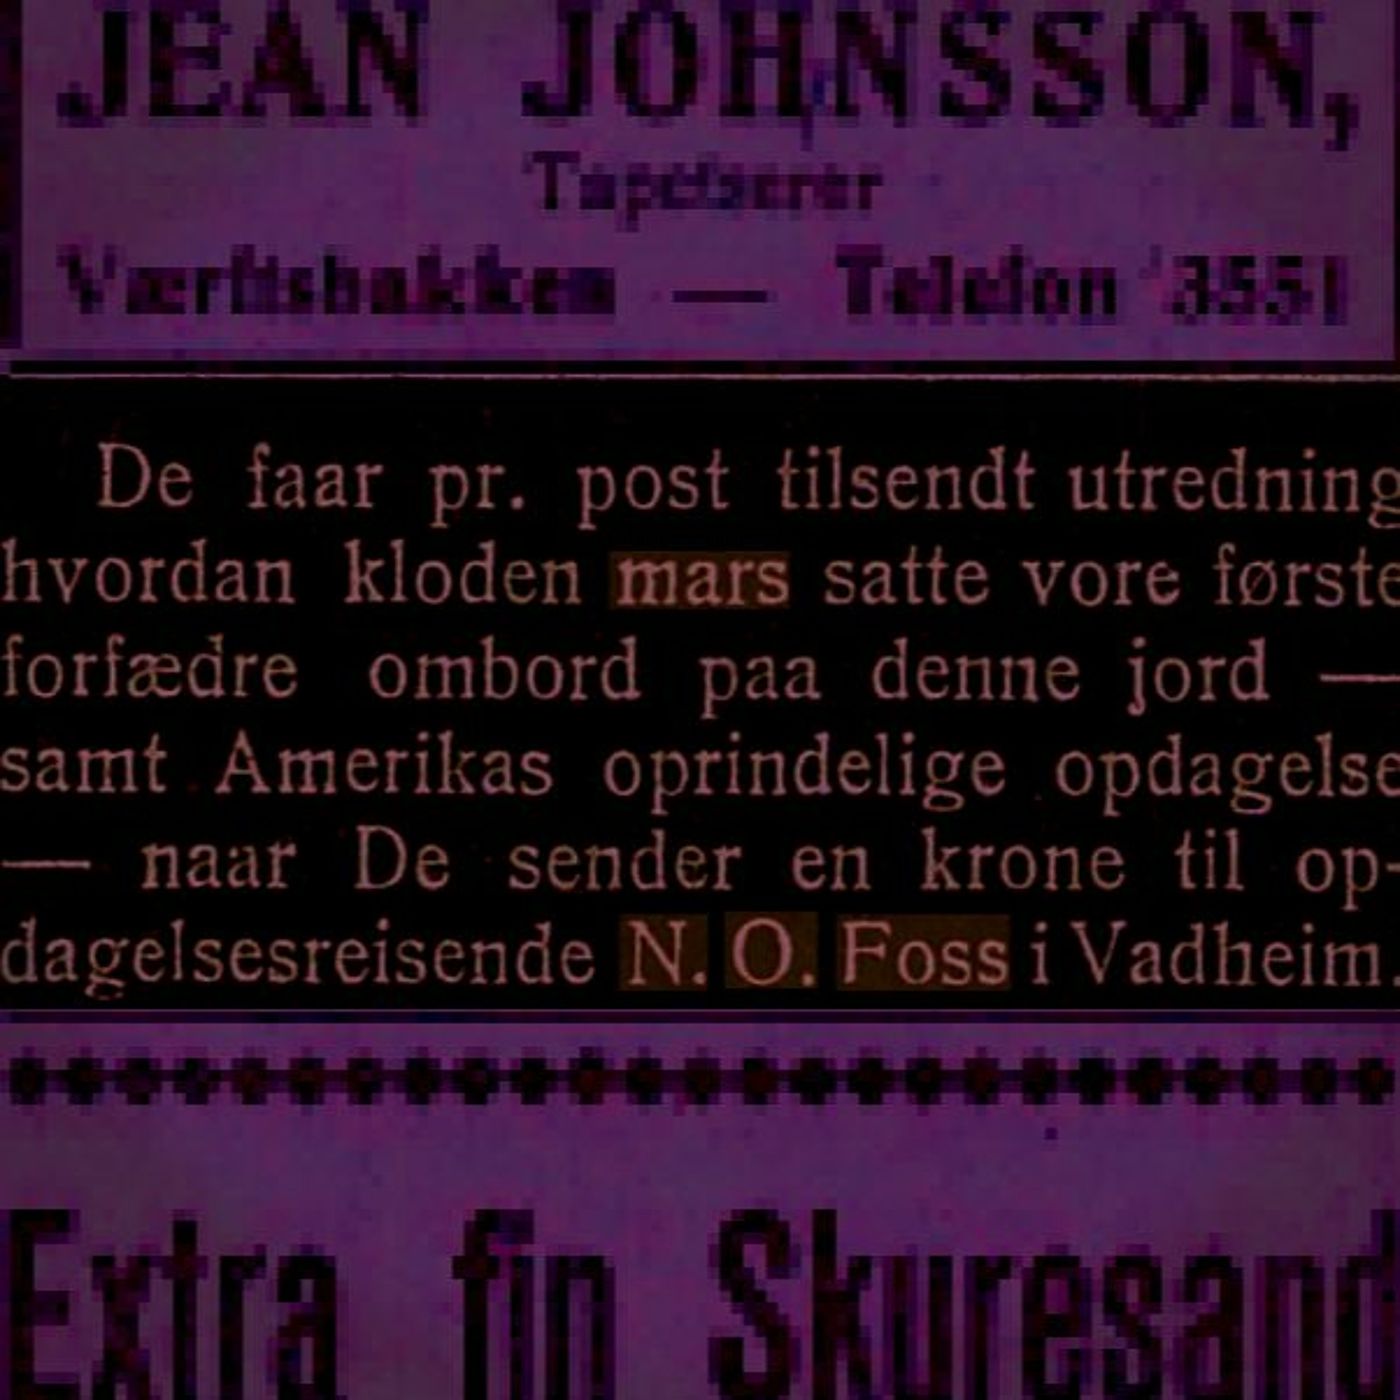 JEAN JOHNSSON,
Tapetserer
Værftsbakken — Telefon 3551
De faar pr. post tilsendt utredning
hvordan kloden mars satte vore første
forfædre ombord paa denne jord —
samt Amerikas oprindelige opdagelse
— naar De sender en krone til op-
dagelsesreisende N. O. Foss i Vadheim.
Extra fin Skuresand